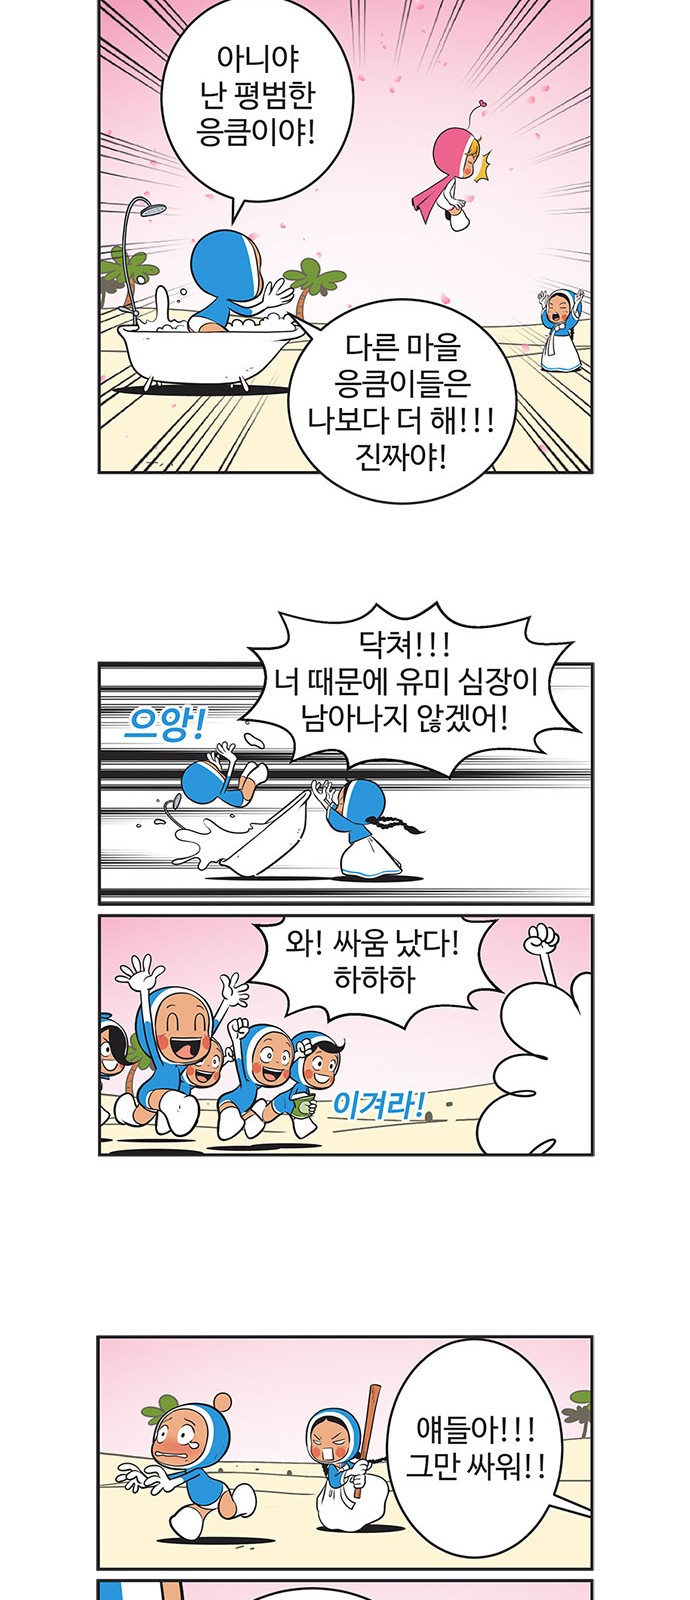 아니야
난 평범한
응큼이야!
다른 마을
응큼이들은
나보다 더 해!!!
진짜야!
닥쳐!!!
너 때문에 유미 심장이
남아나지 않겠어!
으앙!
와! 싸움 났다!
하하하
이겨라!
얘들아!!!
그만 싸워!!